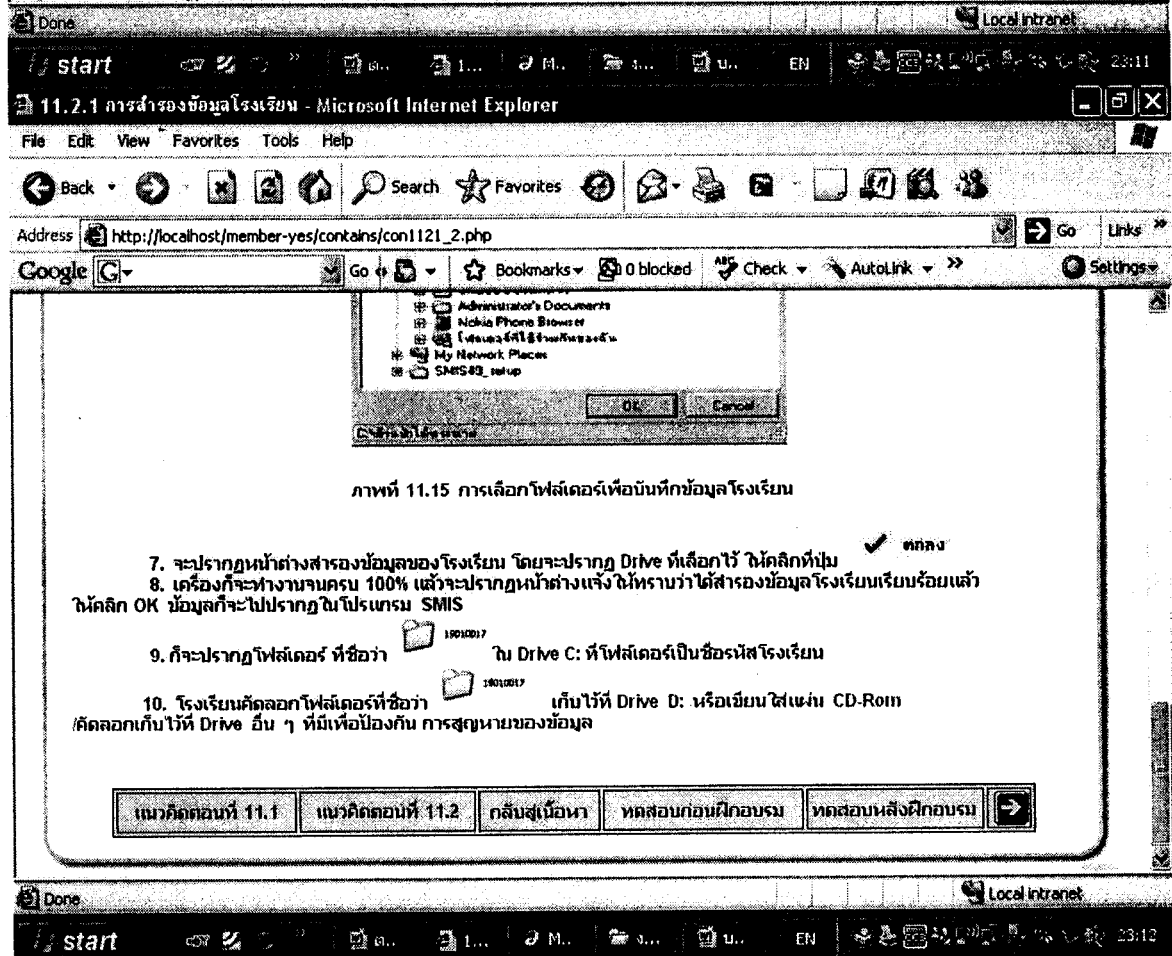 Done
Local intranet
start
EN
23:11
11.2.1 การสำรองข้อมูลโรงเรียน - Microsoft Internet Explorer
File Edit View Favorites Tools Help
Back Search Favorites
Address http://localhost/member-yes/contains/con1121_2.php Go Links »
Google G Go Bookmarks 0 blocked Check AutoLink » Settings
Administrator's Documents
Nokia Phone Browser
My Network Places
SMIS49_setup
OK Cancel
ภาพที่ 11.15 การเลือกโฟล์เดอร์เพื่อบันทึกข้อมูลโรงเรียน
7. จะปรากฏหน้าต่างสำรองข้อมูลของโรงเรียน โดยจะปรากฏ Drive ที่เลือกไว้ ให้คลิกที่ปุ่ม ตกลง
8. เครื่องก็จะทำงานจนครบ 100% แล้วจะปรากฏหน้าต่างแจ้งให้ทราบว่าได้สำรองข้อมูลโรงเรียนเรียบร้อยแล้ว
ให้คลิก OK ข้อมูลก็จะไปปรากฏในโปรแกรม SMIS
9. ก็จะปรากฏโฟล์เดอร์ ที่ชื่อว่า 19010017 ใน Drive C: ที่โฟล์เดอร์เป็นชื่อรหัสโรงเรียน
10. โรงเรียนคัดลอกโฟล์เดอร์ที่ชื่อว่า 19010017 เก็บไว้ที่ Drive D: หรือเขียนใส่แผ่น CD-Rom
/คัดลอกเก็บไว้ที่ Drive อื่น ๆ ที่มีเพื่อป้องกัน การสูญหายของข้อมูล
แนวคิดตอนที่ 11.1 แนวคิดตอนที่ 11.2 กลับสู่เนื้อหา ทดสอบก่อนฝึกอบรม ทดสอบหลังฝึกอบรม
Done
Local intranet
start
EN
23:12